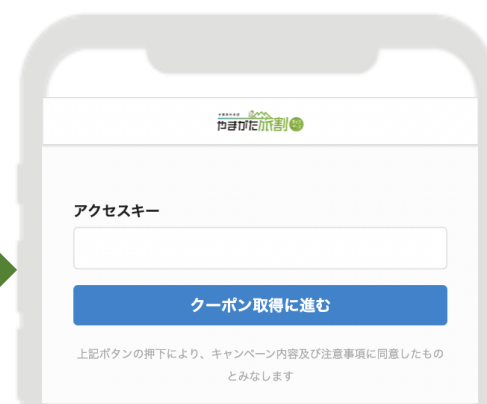 やまがた旅割
アクセスキー
クーポン取得に進む
上記ボタンの押下により、キャンペーン内容及び注意事項に同意したもの
とみなします